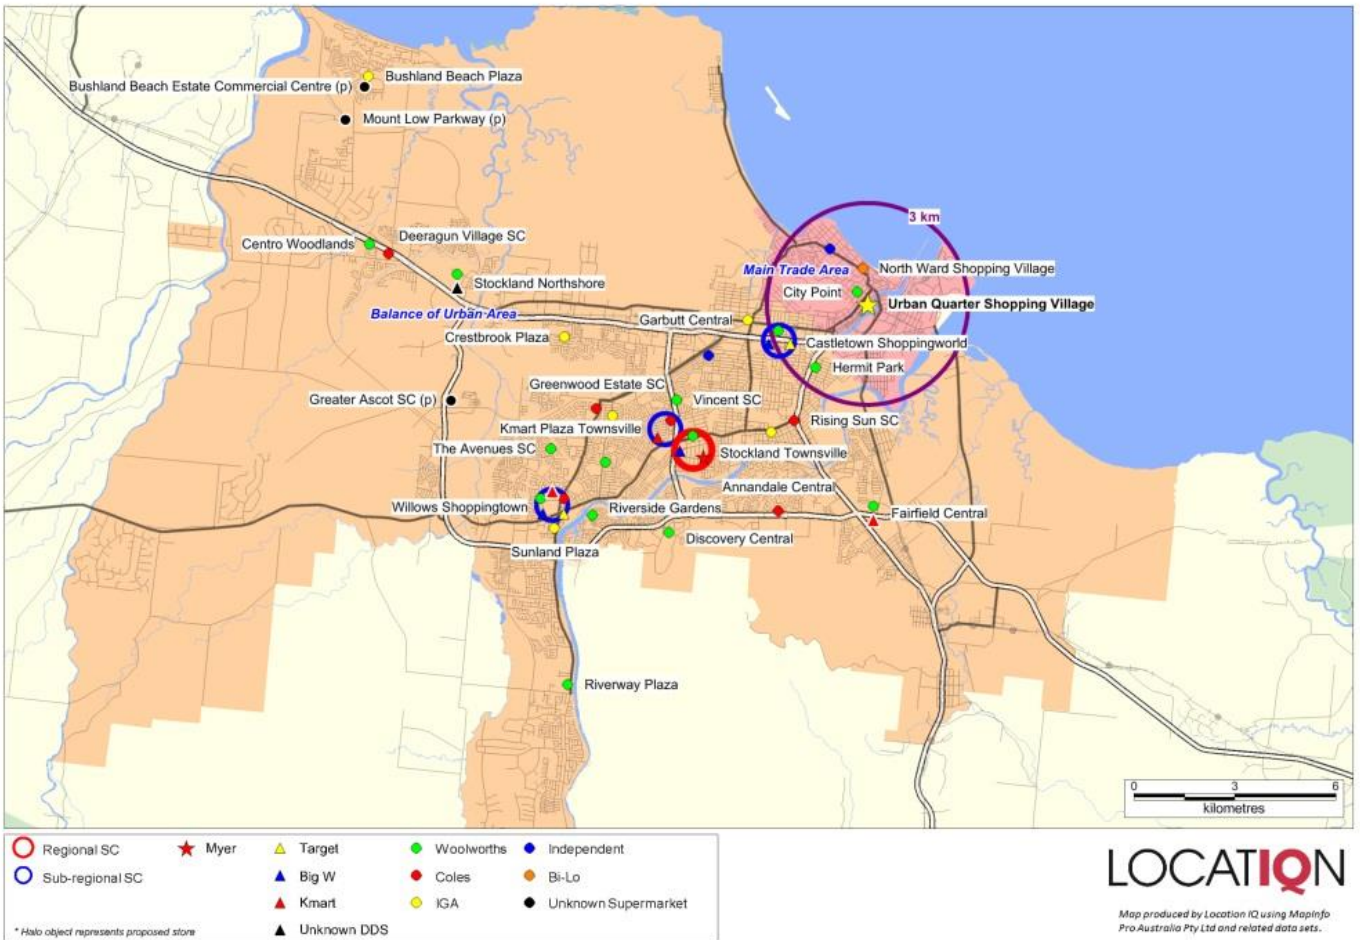 Bushland Beach Plaza
Bushland Beach Estate Commercial Centre (p)
Mount Low Parkway (p)
3 km
Deeragun Village SC
Centro Woodlands
Main Trade Area
North Ward Shopping Village
Stockland Northshore
City Point
Urban Quarter Shopping Village
Balance of Urban Area
Garbutt Central
Crestbrook Plaza
Castletown Shoppingworld
Hermit Park
Greenwood Estate SC
Greater Ascot SC (p)
Vincent SC
Kmart Plaza Townsville
Rising Sun SC
The Avenues SC
Stockland Townsville
Annandale Central
Willows Shoppingtown
Riverside Gardens
Fairfield Central
Discovery Central
Sunland Plaza
Riverway Plaza
0 3 6
kilometres
Regional SC
Myer
Target
Woolworths
Independent
Sub-regional SC
Big W
Coles
Bi-Lo
Kmart
IGA
Unknown Supermarket
Unknown DDS
* Halo object represents proposed store
LOCATIQN
Map produced by Location IQ using MapInfo
Pro Australia Pty Ltd and related data sets.